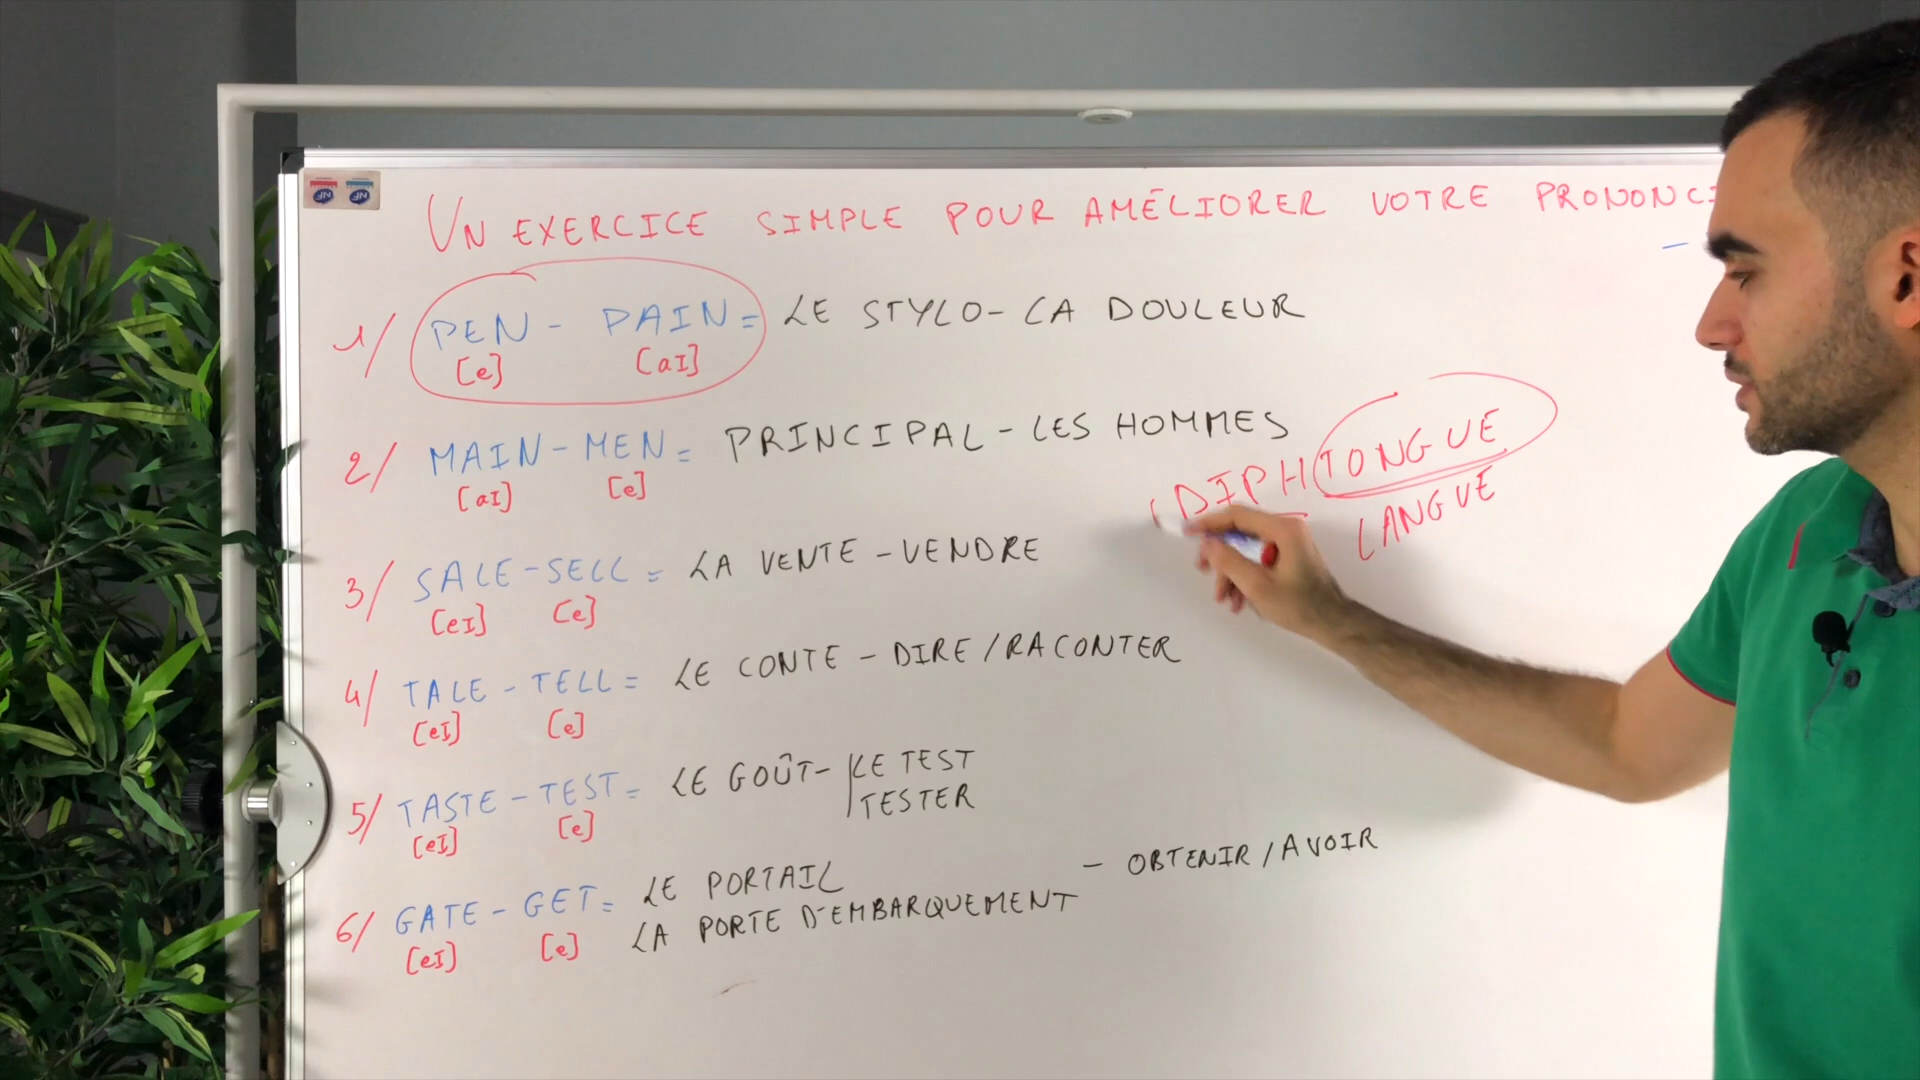 UN EXERCICE SIMPLE POUR AMÉLIORER VOTRE PRONONCI
1/ PEN - PAIN = LE STYLO - LA DOULEUR
[e] [aI]
2/ MAIN - MEN = PRINCIPAL - LES HOMMES
[aI] [e]
DIPHTONGUE
LANGUE
3/ SALE - SELL = LA VENTE - VENDRE
[eI] [e]
4/ TALE - TELL = LE CONTE - DIRE / RACONTER
[eI] [e]
5/ TASTE - TEST = LE GOÛT - LE TEST
TESTER
[eI] [e]
6/ GATE - GET = LE PORTAIL - OBTENIR / AVOIR
LA PORTE D'EMBARQUEMENT
[eI] [e]
NF NF